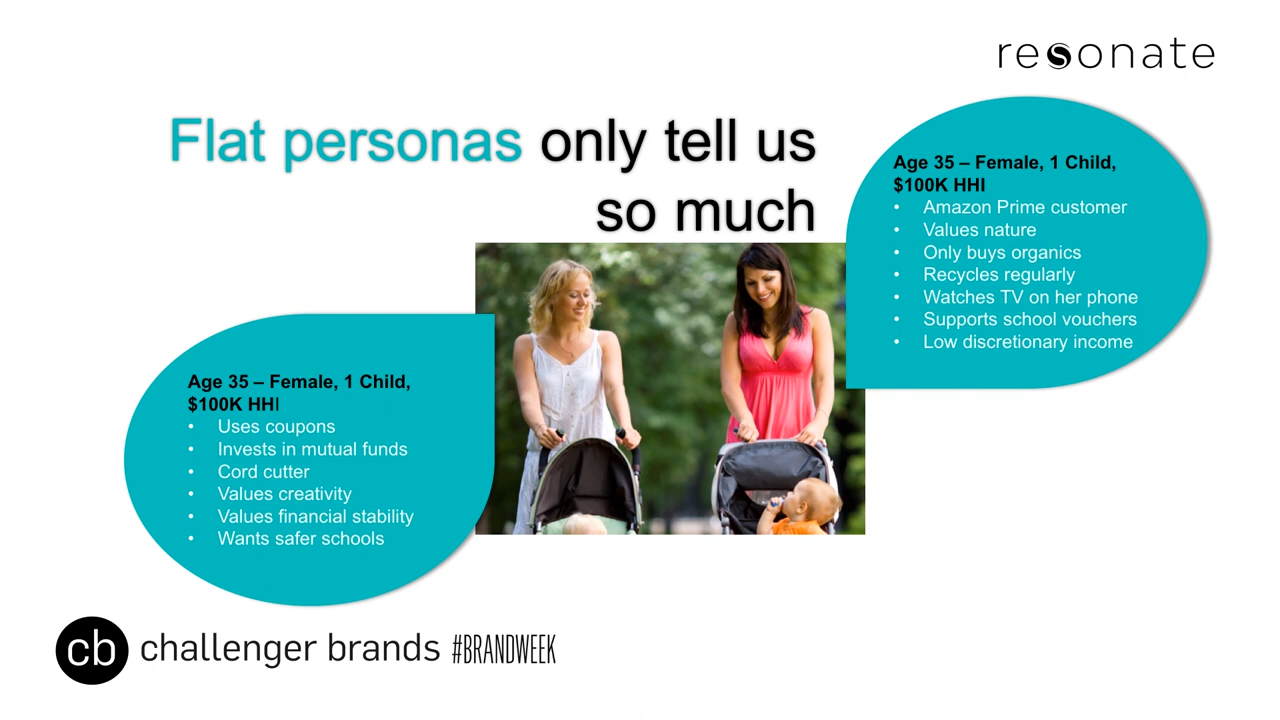 resonate
Flat personas only tell us
so much
Age 35 – Female, 1 Child,
$100K HHI
• Amazon Prime customer
• Values nature
• Only buys organics
• Recycles regularly
• Watches TV on her phone
• Supports school vouchers
• Low discretionary income
Age 35 – Female, 1 Child,
$100K HHI
• Uses coupons
• Invests in mutual funds
• Cord cutter
• Values creativity
• Values financial stability
• Wants safer schools
cb challenger brands #BRANDWEEK